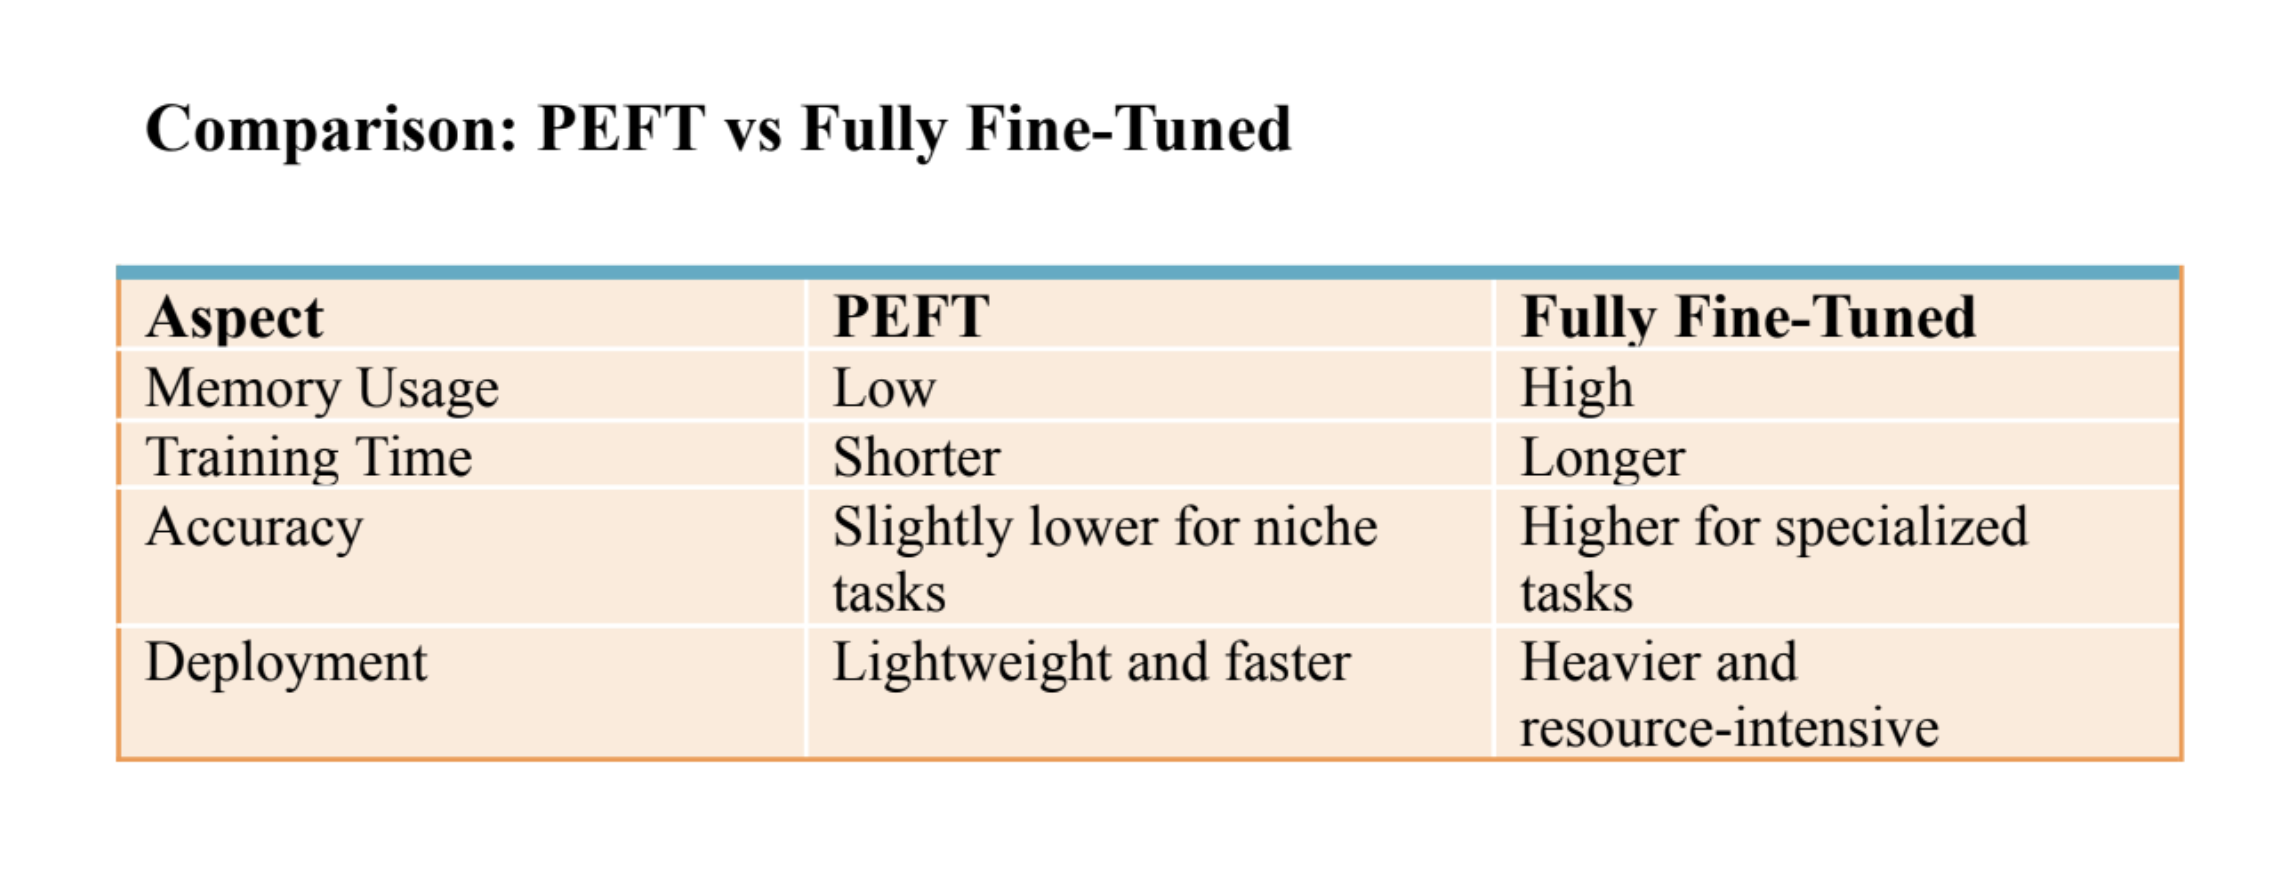 Comparison: PEFT vs Fully Fine-Tuned
Aspect PEFT Fully Fine-Tuned
Memory Usage Low High
Training Time Shorter Longer
Accuracy Slightly lower for niche tasks Higher for specialized tasks
Deployment Lightweight and faster Heavier and resource-intensive